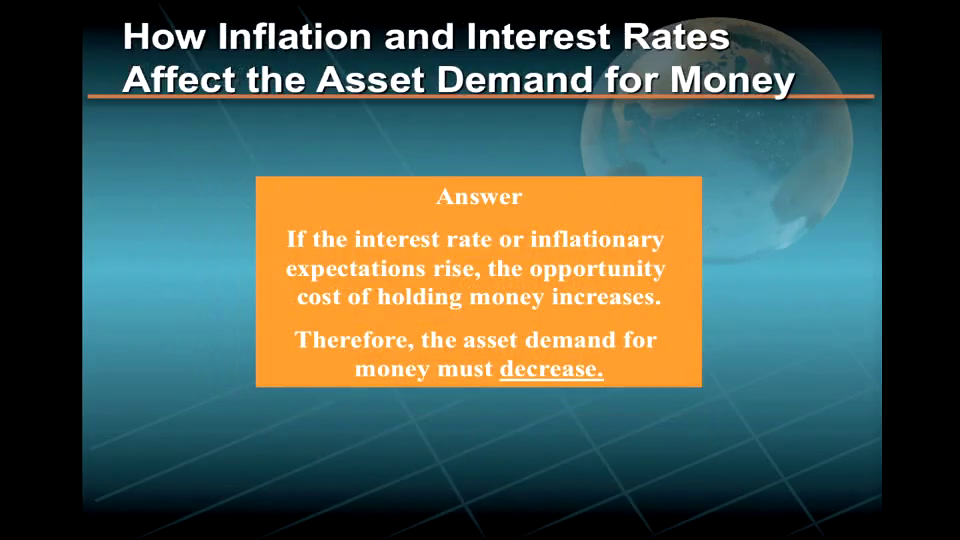 How Inflation and Interest Rates
Affect the Asset Demand for Money
Answer
If the interest rate or inflationary
expectations rise, the opportunity
cost of holding money increases.
Therefore, the asset demand for
money must decrease.